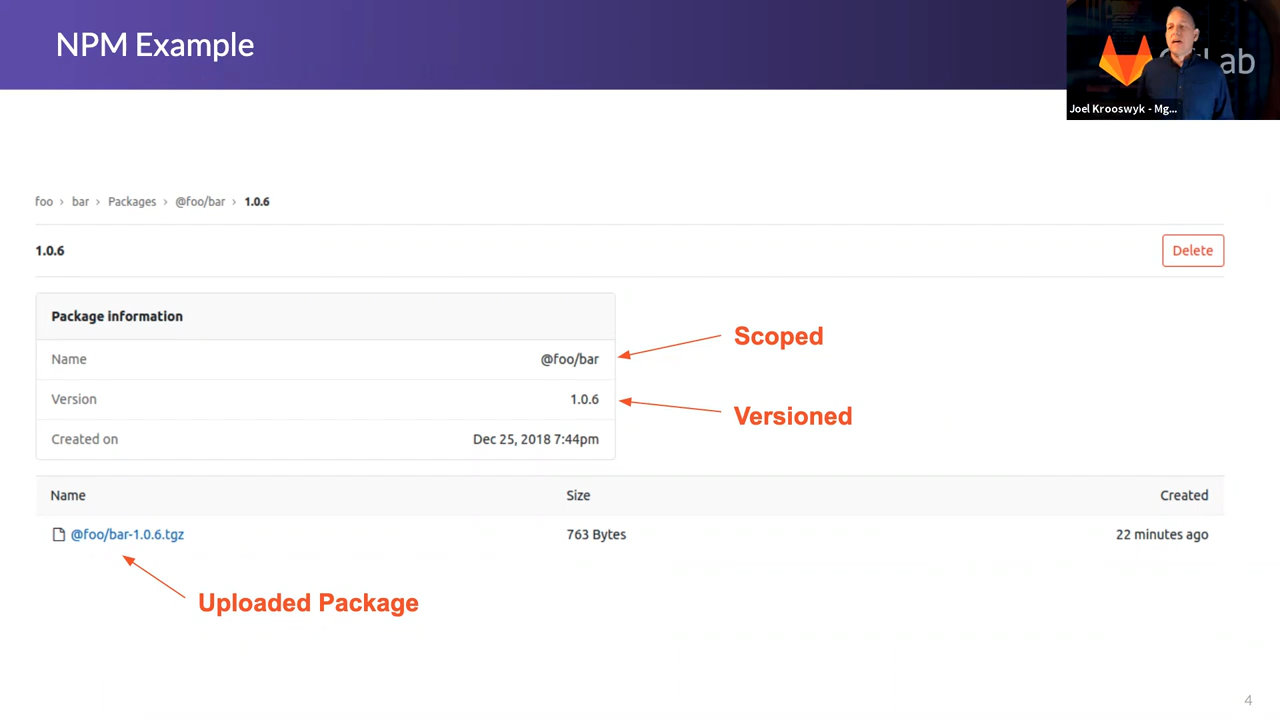 NPM Example
Lab
Joel Krooswyk - Mg...
foo › bar › Packages › @foo/bar › 1.0.6
1.0.6
Delete
Package information
Name @foo/bar
Scoped
Version 1.0.6
Versioned
Created on Dec 25, 2018 7:44pm
Name Size Created
@foo/bar-1.0.6.tgz 763 Bytes 22 minutes ago
Uploaded Package
4